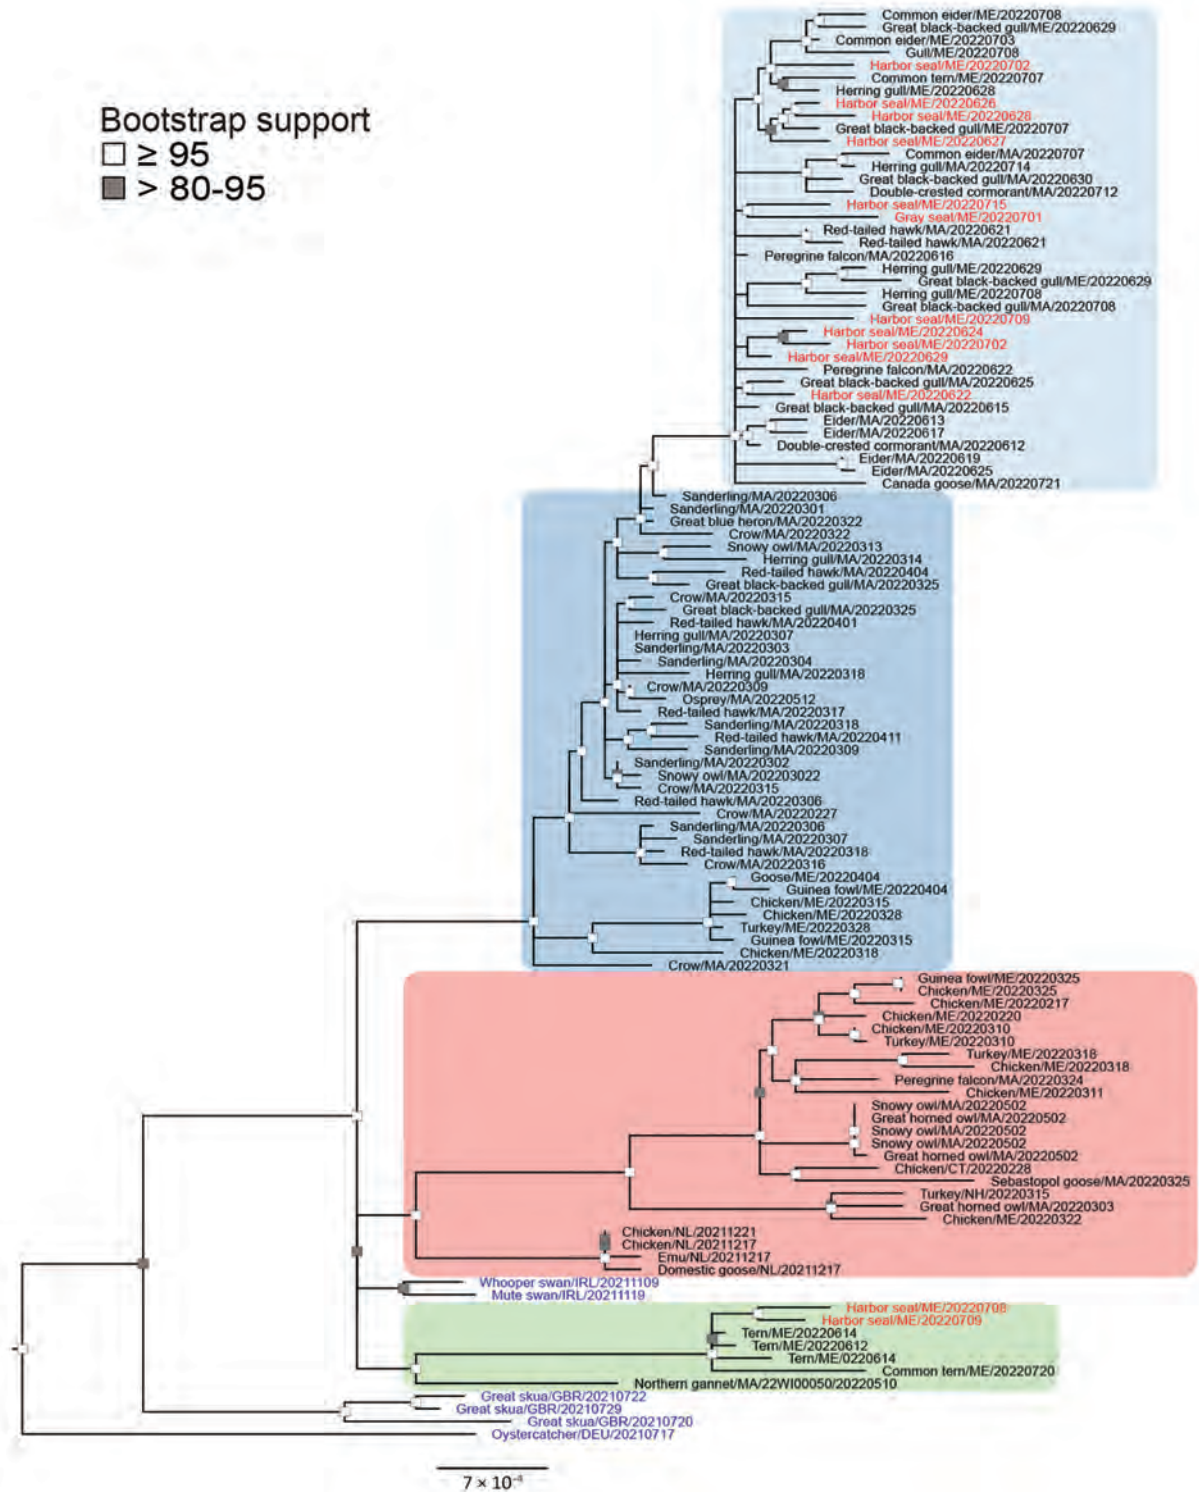 Bootstrap support
≥ 95
> 80-95
Common eider/ME/20220708
Great black-backed gull/ME/20220629
Common eider/ME/20220703
Gull/ME/20220708
Harbor seal/ME/20220702
Common tern/ME/20220707
Herring gull/ME/20220628
Harbor seal/ME/20220626
Harbor seal/ME/20220628
Great black-backed gull/ME/20220707
Harbor seal/ME/20220627
Common eider/MA/20220707
Herring gull/MA/20220714
Great black-backed gull/MA/20220630
Double-crested cormorant/MA/20220712
Harbor seal/ME/20220715
Gray seal/ME/20220701
Red-tailed hawk/MA/20220621
Red-tailed hawk/MA/20220621
Peregrine falcon/MA/20220616
Herring gull/ME/20220629
Great black-backed gull/ME/20220629
Herring gull/ME/20220708
Great black-backed gull/ME/20220708
Harbor seal/ME/20220709
Harbor seal/ME/20220624
Harbor seal/ME/20220702
Harbor seal/ME/20220629
Peregrine falcon/MA/20220622
Great black-backed gull/MA/20220625
Harbor seal/ME/20220622
Great black-backed gull/MA/20220615
Eider/MA/20220613
Eider/MA/20220617
Double-crested cormorant/MA/20220612
Eider/MA/20220619
Eider/MA/20220625
Canada goose/MA/20220721
Sanderling/MA/20220306
Sanderling/MA/20220301
Great blue heron/MA/20220322
Crow/MA/20220322
Snowy owl/MA/20220313
Herring gull/MA/20220314
Red-tailed hawk/MA/20220404
Great black-backed gull/MA/20220325
Crow/MA/20220315
Great black-backed gull/MA/20220325
Red-tailed hawk/MA/20220401
Herring gull/MA/20220307
Sanderling/MA/20220303
Sanderling/MA/20220304
Herring gull/MA/20220318
Crow/MA/20220309
Osprey/MA/20220512
Red-tailed hawk/MA/20220317
Sanderling/MA/20220318
Red-tailed hawk/MA/20220411
Sanderling/MA/20220309
Sanderling/MA/20220302
Snowy owl/MA/202203022
Crow/MA/20220315
Red-tailed hawk/MA/20220306
Crow/MA/20220227
Sanderling/MA/20220306
Sanderling/MA/20220307
Red-tailed hawk/MA/20220318
Crow/MA/20220316
Goose/ME/20220404
Guinea fowl/ME/20220404
Chicken/ME/20220315
Chicken/ME/20220328
Turkey/ME/20220328
Guinea fowl/ME/20220315
Chicken/ME/20220318
Crow/MA/20220321
Guinea fowl/ME/20220325
Chicken/ME/20220325
Chicken/ME/20220217
Chicken/ME/20220220
Chicken/ME/20220310
Turkey/ME/20220310
Turkey/ME/20220318
Chicken/ME/20220318
Peregrine falcon/MA/20220324
Chicken/ME/20220311
Snowy owl/MA/20220502
Great horned owl/MA/20220502
Snowy owl/MA/20220502
Snowy owl/MA/20220502
Great horned owl/MA/20220502
Chicken/CT/20220228
Sebastopol goose/MA/20220325
Turkey/NH/20220315
Great horned owl/MA/20220303
Chicken/ME/20220322
Chicken/NL/20211221
Chicken/NL/20211217
Emu/NL/20211217
Domestic goose/NL/20211217
Whooper swan/IRL/20211109
Mute swan/IRL/20211119
Harbor seal/ME/20220708
Harbor seal/ME/20220709
Tern/ME/20220614
Tern/ME/20220612
Tern/ME/0220614
Common tern/ME/20220720
Northern gannet/MA/22WI00050/20220510
Great skua/GBR/20210722
Great skua/GBR/20210729
Great skua/GBR/20210720
Oystercatcher/DEU/20210717
7 × 10⁻⁴